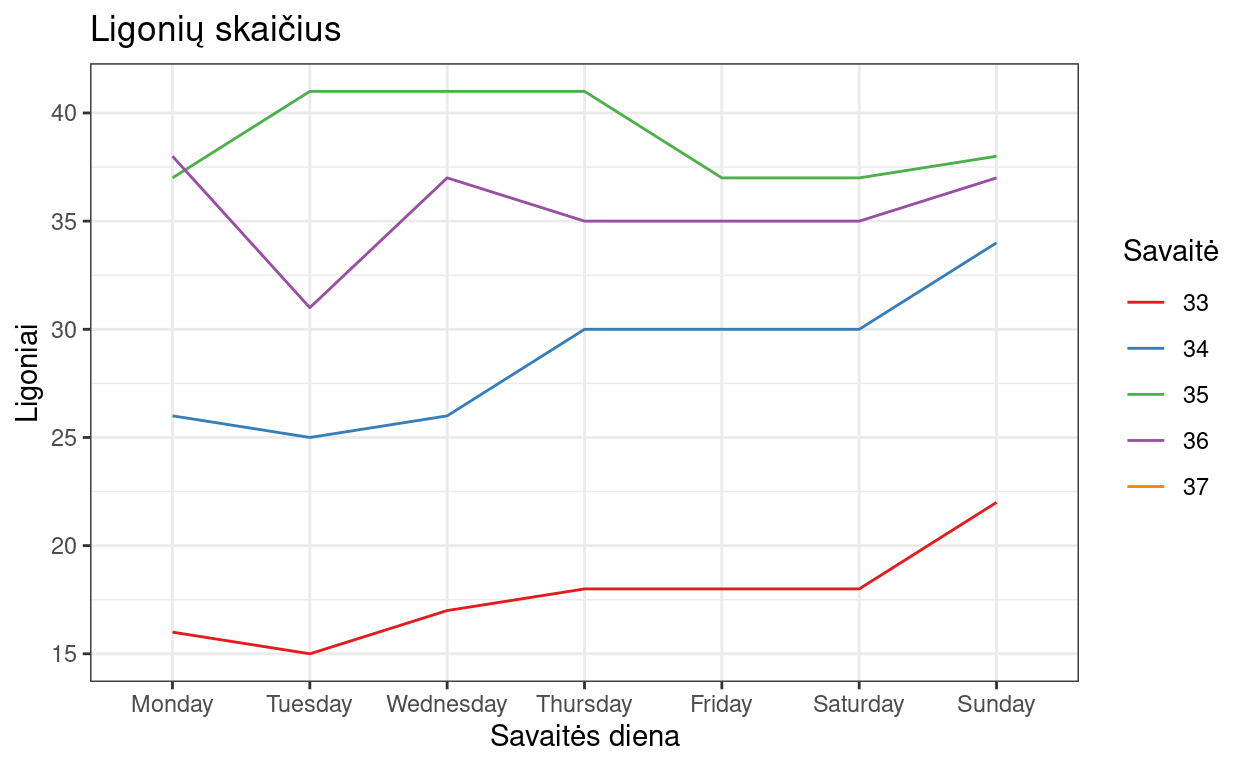 Ligonių skaičius
Ligoniai
40
35
30
25
20
15
Monday Tuesday Wednesday Thursday Friday Saturday Sunday
Savaitės diena
Savaitė
33
34
35
36
37